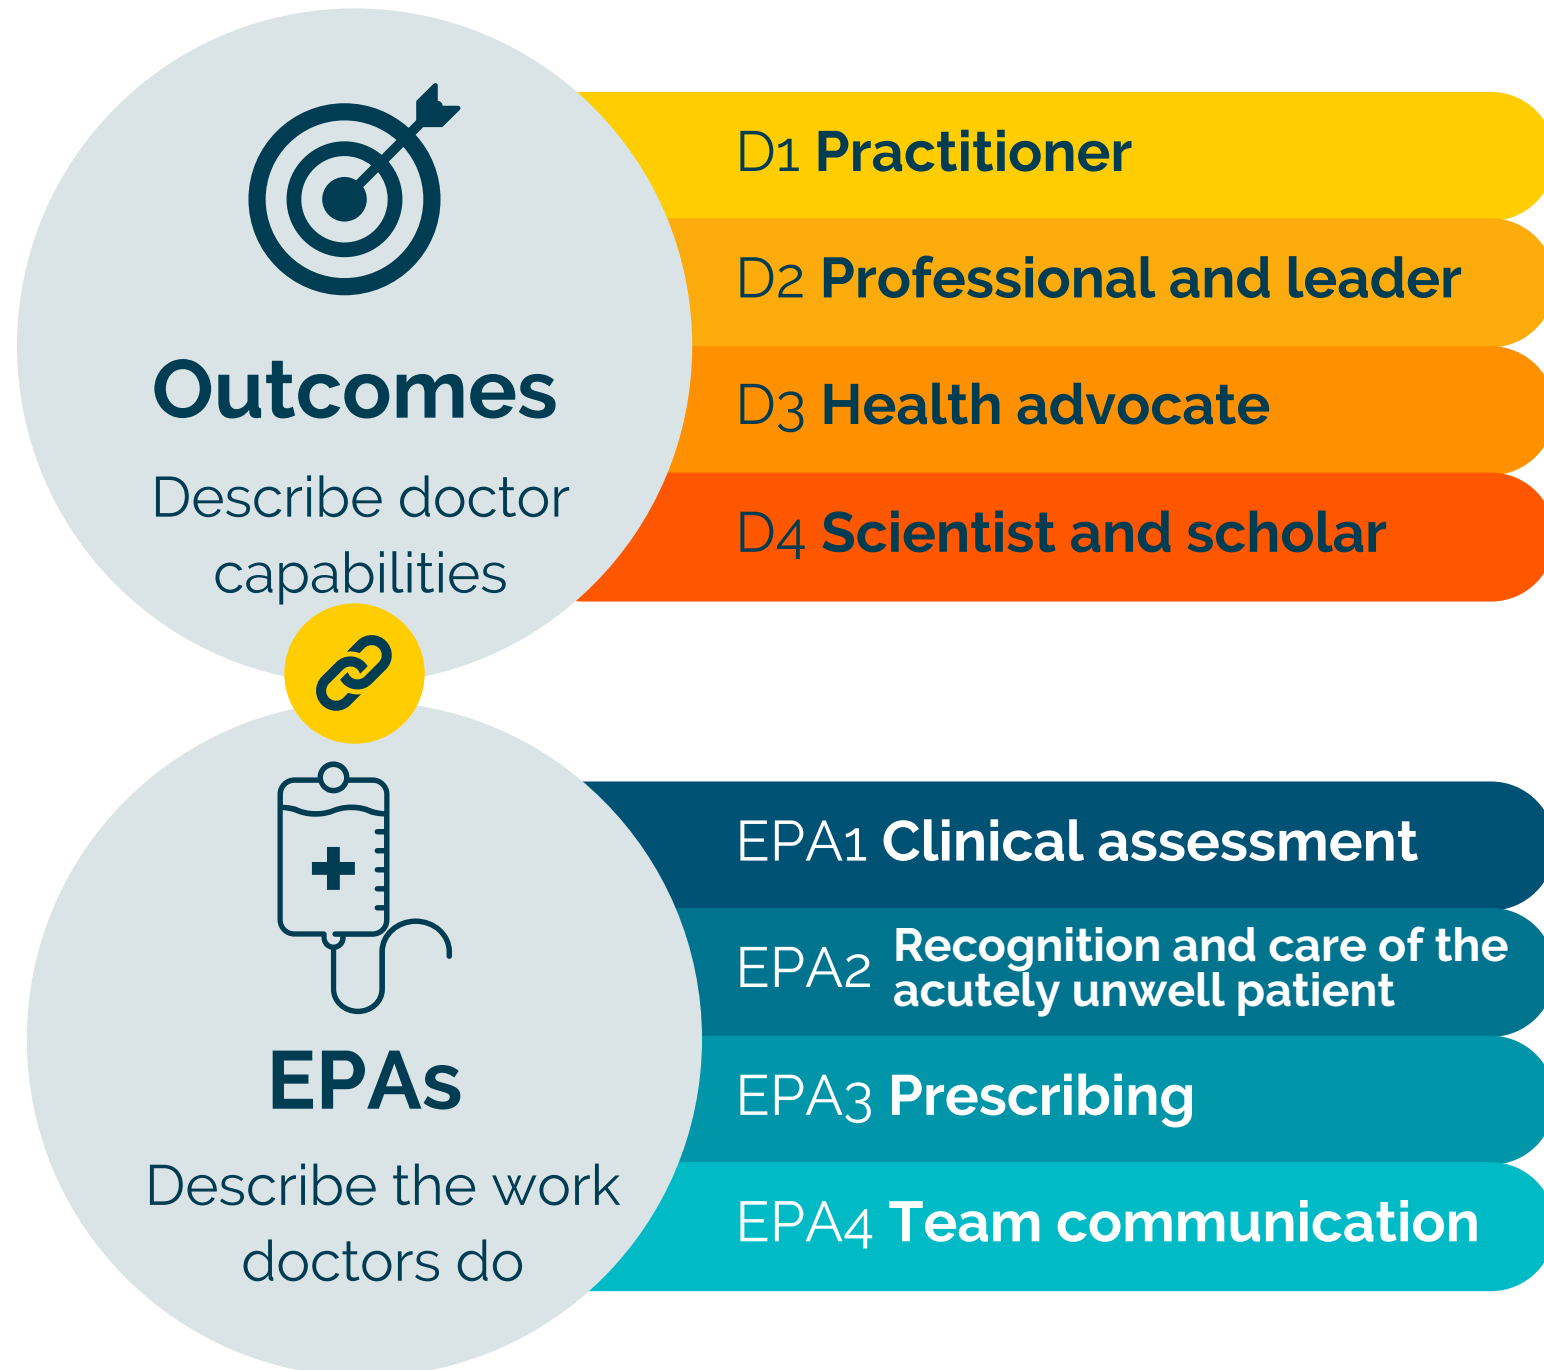 Outcomes
Describe doctor
capabilities
D1 Practitioner
D2 Professional and leader
D3 Health advocate
D4 Scientist and scholar
EPAs
Describe the work
doctors do
EPA1 Clinical assessment
EPA2 Recognition and care of the
acutely unwell patient
EPA3 Prescribing
EPA4 Team communication